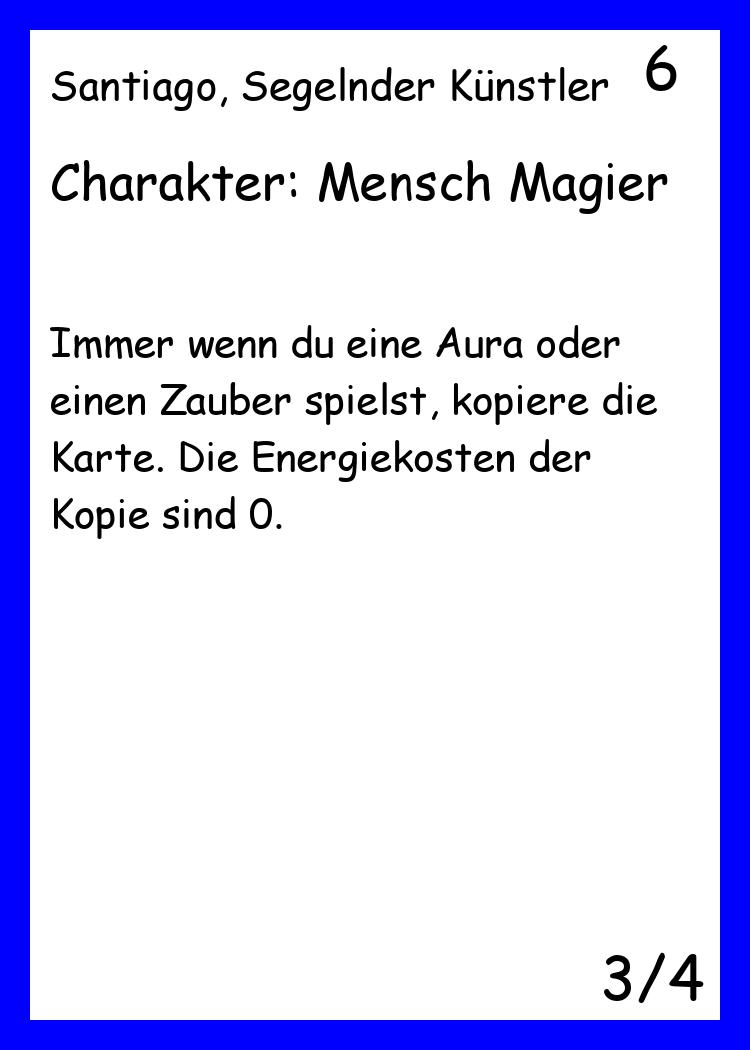 Santiago, Segelnder Künstler 6
Charakter: Mensch Magier
Immer wenn du eine Aura oder
einen Zauber spielst, kopiere die
Karte. Die Energiekosten der
Kopie sind 0.
3/4